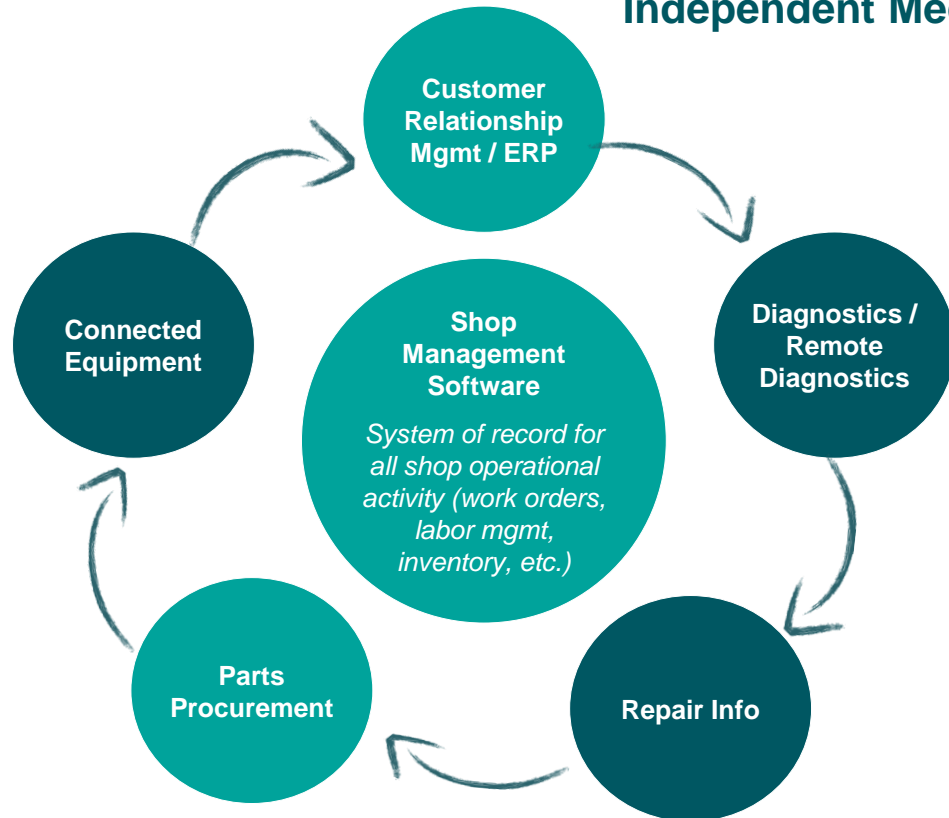 Independent
Customer
Relationship
Mgmt / ERP
Connected
Equipment
Shop
Management
Software
System of record for
all shop operational
activity (work orders,
labor mgmt,
inventory, etc.)
Diagnostics /
Remote
Diagnostics
Parts
Procurement
Repair Info